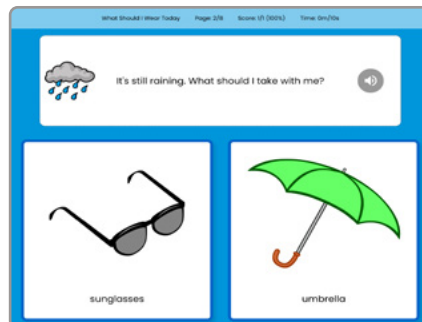 What Should I Wear Today Page: 2/8 Score: 1/1 (100%) Time: 0m/10s
It's still raining. What should I take with me?
sunglasses umbrella